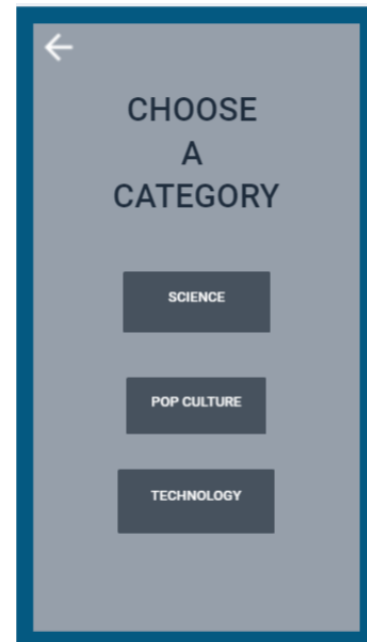 CHOOSE
A
CATEGORY
SCIENCE
POP CULTURE
TECHNOLOGY